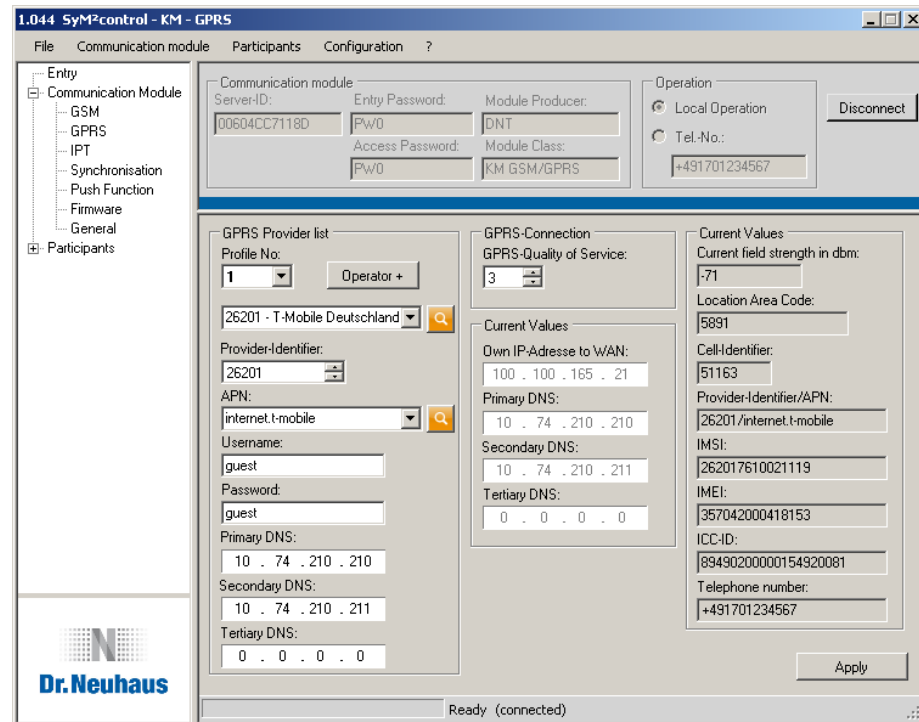 1.044 SyM²control - KM - GPRS
File Communication module Participants Configuration ?
Entry
Communication Module
GSM
GPRS
IPT
Synchronisation
Push Function
Firmware
General
Participants
Communication module
Server-ID: Entry Password: Module Producer:
00604CC7118D PW0 DNT
Access Password: Module Class:
PW0 KM GSM/GPRS
Operation
Local Operation
Tel.-No.:
+491701234567
Disconnect
GPRS Provider list
Profile No:
1 Operator +
26201 - T-Mobile Deutschland
Provider-Identifier:
26201
APN:
internet.t-mobile
Username:
guest
Password:
guest
Primary DNS:
10 . 74 . 210 . 210
Secondary DNS:
10 . 74 . 210 . 211
Tertiary DNS:
0 . 0 . 0 . 0
GPRS-Connection
GPRS-Quality of Service:
3
Current Values
Own IP-Adresse to WAN:
100 . 100 . 165 . 21
Primary DNS:
10 . 74 . 210 . 210
Secondary DNS:
10 . 74 . 210 . 211
Tertiary DNS:
0 . 0 . 0 . 0
Current Values
Current field strength in dbm:
-71
Location Area Code:
5891
Cell-Identifier:
51163
Provider-Identifier/APN:
26201/internet.t-mobile
IMSI:
262017610021119
IMEI:
357042000418153
ICC-ID:
89490200000154920081
Telephone number:
+491701234567
Apply
N
Dr.Neuhaus
Ready (connected)